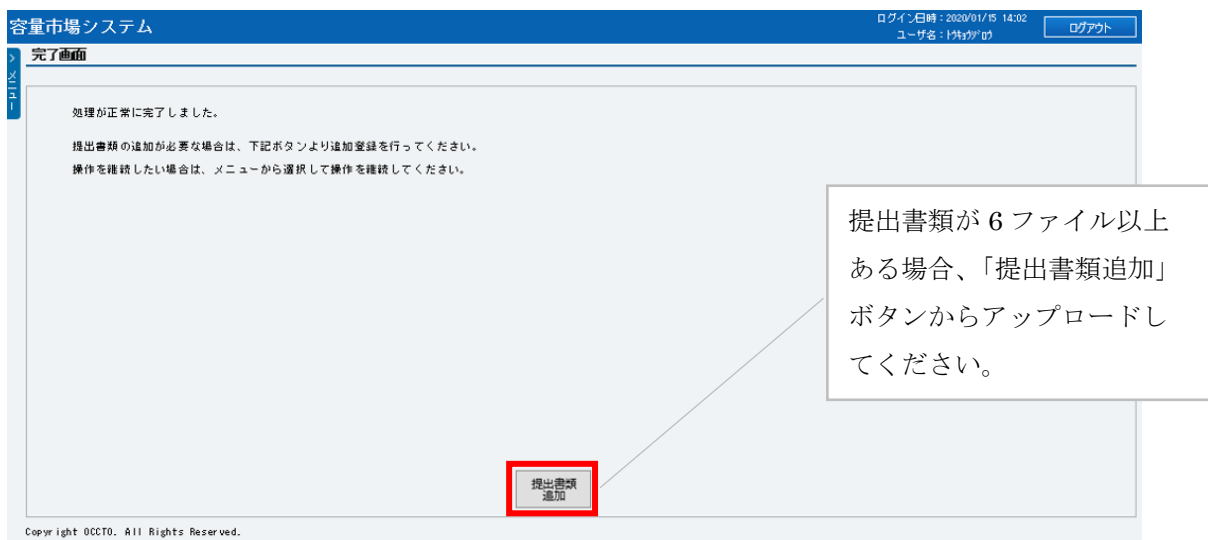 容量市場システム
ログイン日時：2020/01/15 14:02
ユーザ名：ﾄｳｷｮｳｼﾞﾛｳ
ログアウト
完了画面
> メニュー
処理が正常に完了しました。
提出書類の追加が必要な場合は、下記ボタンより追加登録を行ってください。
操作を継続したい場合は、メニューから選択して操作を継続してください。
提出書類が 6 ファイル以上
ある場合、「提出書類追加」
ボタンからアップロードし
てください。
提出書類
追加
Copyright OCCTO. All Rights Reserved.